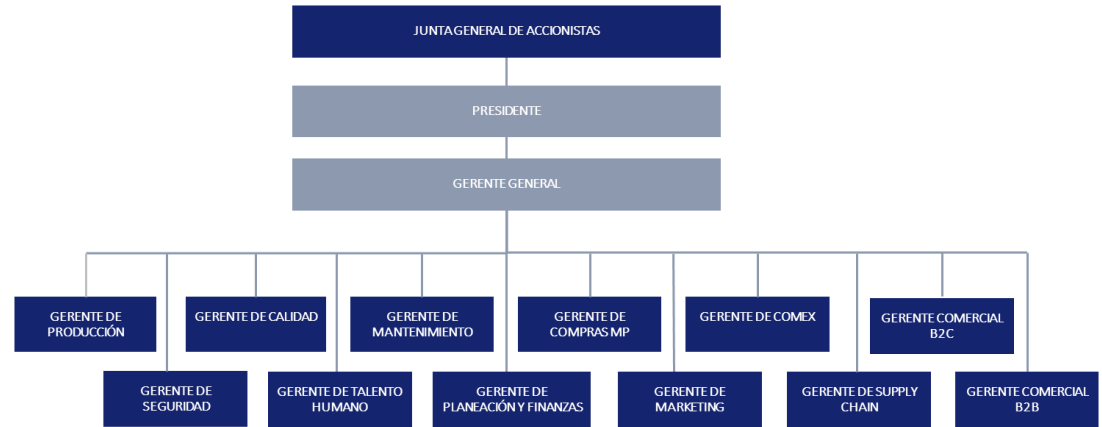 JUNTA GENERAL DE ACCIONISTAS
PRESIDENTE
GERENTE GENERAL
GERENTE DE
PRODUCCIÓN
GERENTE DE CALIDAD
GERENTE DE
MANTENIMIENTO
GERENTE DE
COMPRAS MP
GERENTE DE COMEX
GERENTE COMERCIAL
B2C
GERENTE DE
SEGURIDAD
GERENTE DE TALENTO
HUMANO
GERENTE DE
PLANEACIÓN Y FINANZAS
GERENTE DE
MARKETING
GERENTE DE SUPPLY
CHAIN
GERENTE COMERCIAL
B2B